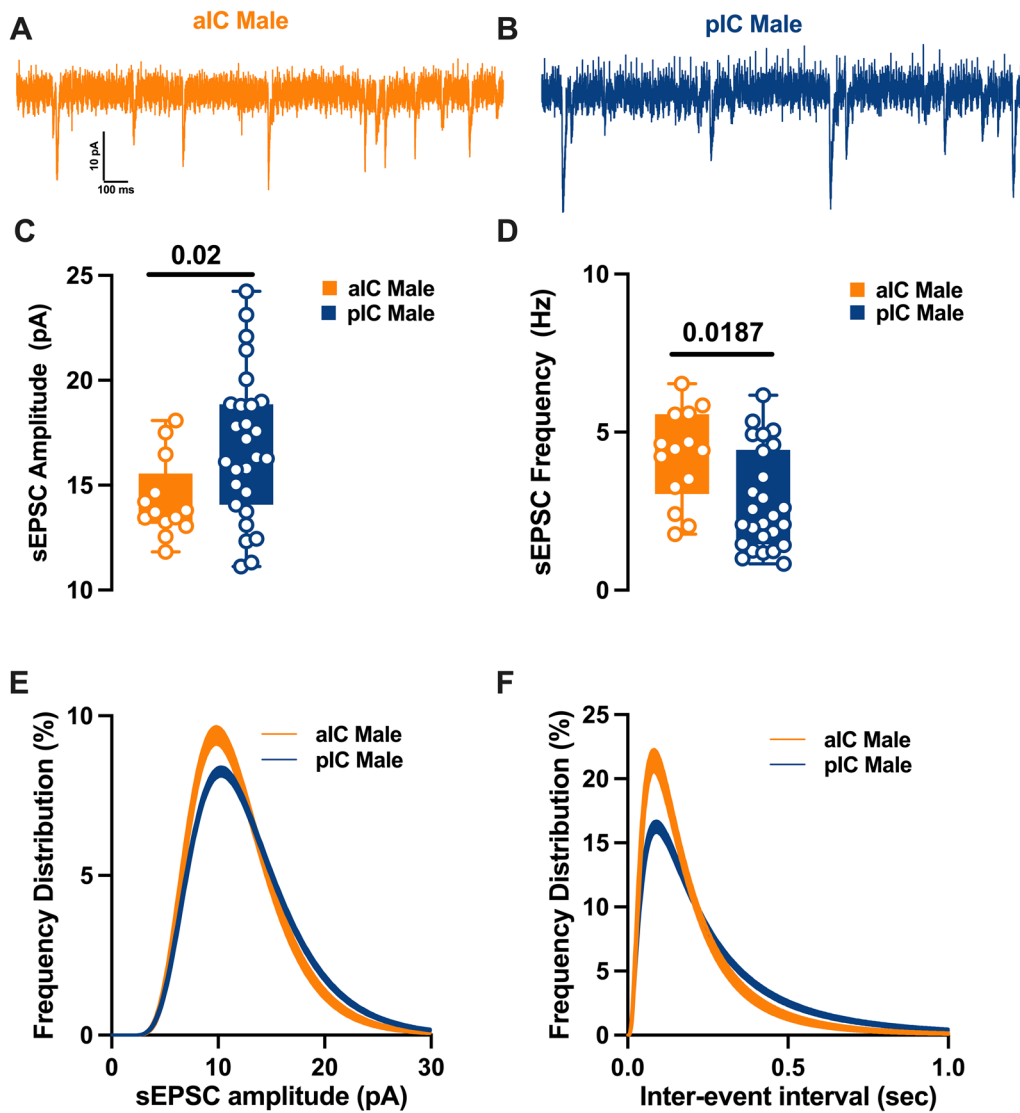 A
aIC Male
B
pIC Male
10 pA
100 ms
C
0.02
25
20
15
10
sEPSC Amplitude (pA)
aIC Male
pIC Male
D
0.0187
10
5
0
sEPSC Frequency (Hz)
aIC Male
pIC Male
E
10
5
0
Frequency Distribution (%)
aIC Male
pIC Male
0 10 20 30
sEPSC amplitude (pA)
F
25
20
15
10
5
0
Frequency Distribution (%)
aIC Male
pIC Male
0.0 0.5 1.0
Inter-event interval (sec)